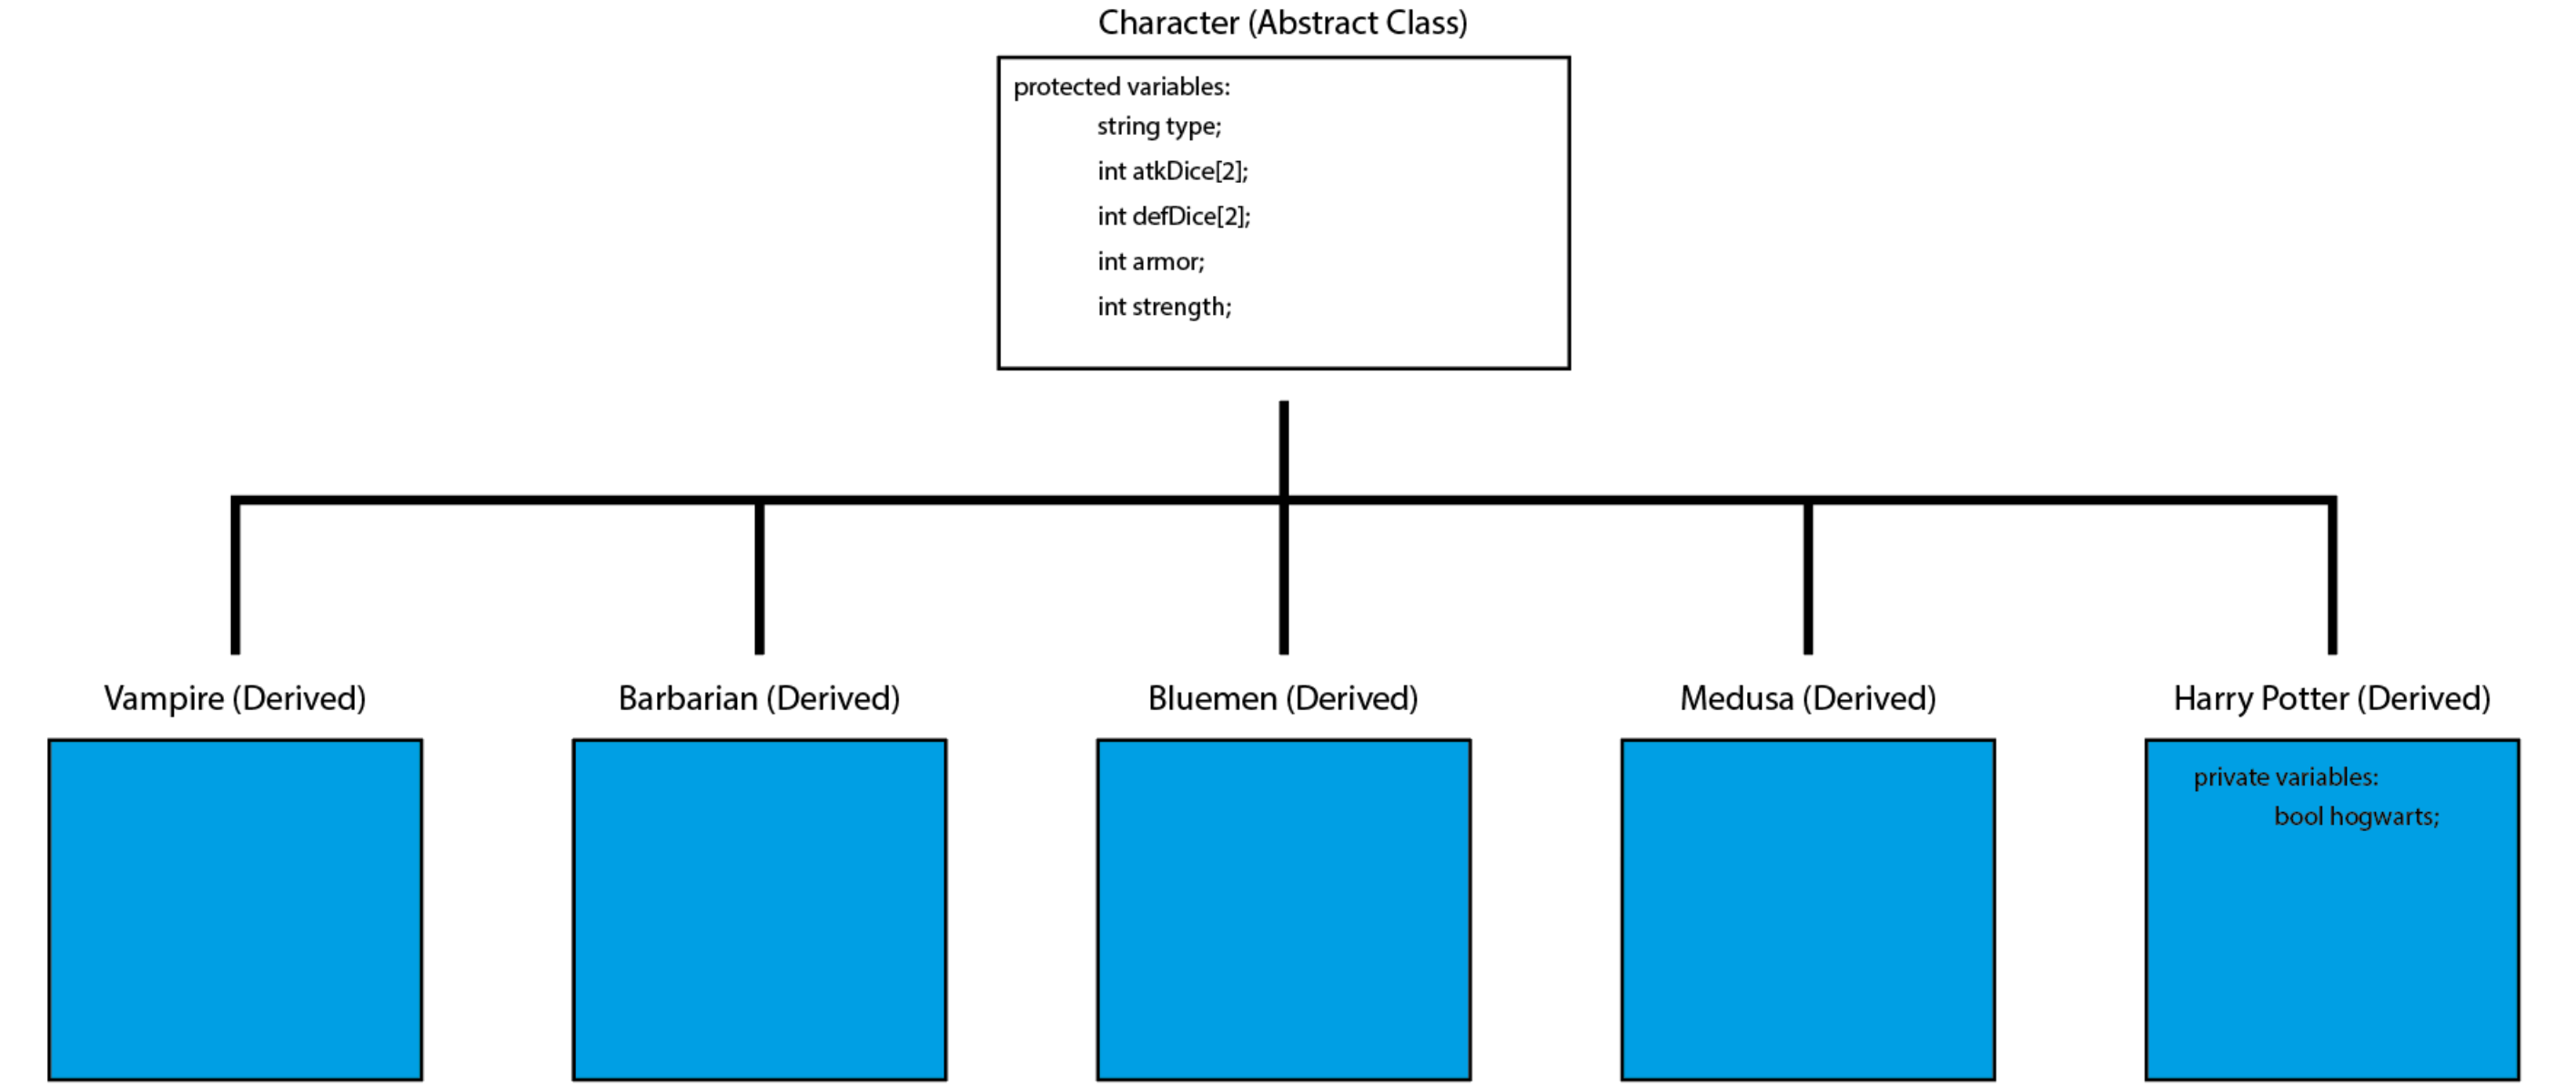 Character (Abstract Class)
protected variables:
string type;
int atkDice[2];
int defDice[2];
int armor;
int strength;
Vampire (Derived)
Barbarian (Derived)
Bluemen (Derived)
Medusa (Derived)
Harry Potter (Derived)
private variables:
bool hogwarts;